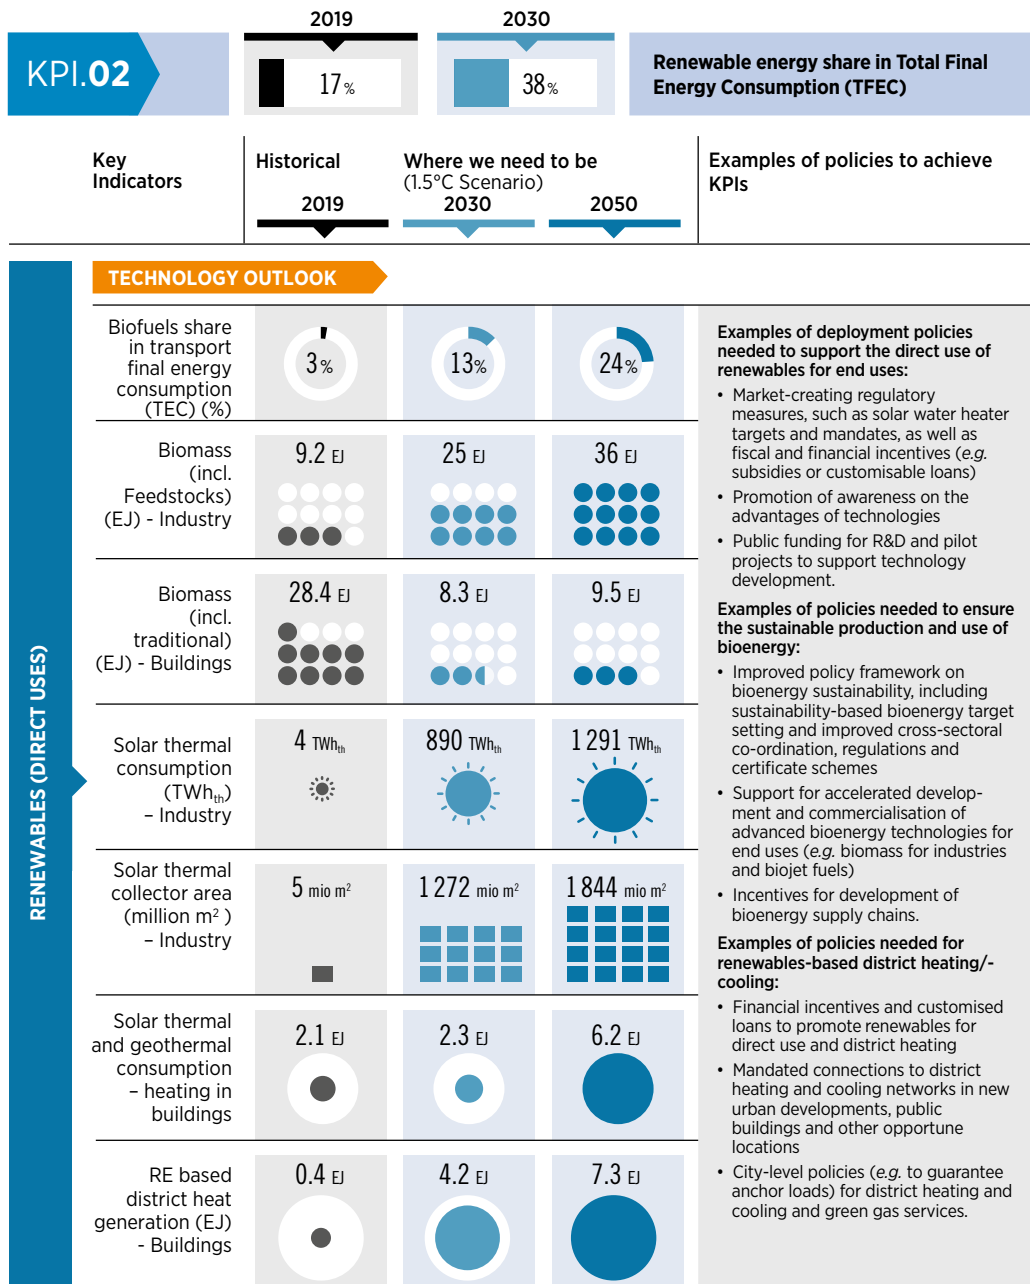 KPI.02
2019
17%
2030
38%
Renewable energy share in Total Final
Energy Consumption (TFEC)
Key
Indicators
Historical
2019
Where we need to be
(1.5°C Scenario)
2030
2050
Examples of policies to achieve
KPIs
RENEWABLES (DIRECT USES)
TECHNOLOGY OUTLOOK
Biofuels share
in transport
final energy
consumption
(TEC) (%)
3%
13%
24%
Biomass
(incl.
Feedstocks)
(EJ) - Industry
9.2 EJ
25 EJ
36 EJ
Biomass
(incl.
traditional)
(EJ) - Buildings
28.4 EJ
8.3 EJ
9.5 EJ
Solar thermal
consumption
(TWhth)
– Industry
4 TWhth
890 TWhth
1 291 TWhth
Solar thermal
collector area
(million m² )
– Industry
5 mio m²
1 272 mio m²
1 844 mio m²
Solar thermal
and geothermal
consumption
– heating in
buildings
2.1 EJ
2.3 EJ
6.2 EJ
RE based
district heat
generation (EJ)
- Buildings
0.4 EJ
4.2 EJ
7.3 EJ
Examples of deployment policies
needed to support the direct use of
renewables for end uses:
• Market-creating regulatory
measures, such as solar water heater
targets and mandates, as well as
fiscal and financial incentives (e.g.
subsidies or customisable loans)
• Promotion of awareness on the
advantages of technologies
• Public funding for R&D and pilot
projects to support technology
development.
Examples of policies needed to ensure
the sustainable production and use of
bioenergy:
• Improved policy framework on
bioenergy sustainability, including
sustainability-based bioenergy target
setting and improved cross-sectoral
co-ordination, regulations and
certificate schemes
• Support for accelerated develop-
ment and commercialisation of
advanced bioenergy technologies for
end uses (e.g. biomass for industries
and biojet fuels)
• Incentives for development of
bioenergy supply chains.
Examples of policies needed for
renewables-based district heating/-
cooling:
• Financial incentives and customised
loans to promote renewables for
direct use and district heating
• Mandated connections to district
heating and cooling networks in new
urban developments, public
buildings and other opportune
locations
• City-level policies (e.g. to guarantee
anchor loads) for district heating and
cooling and green gas services.